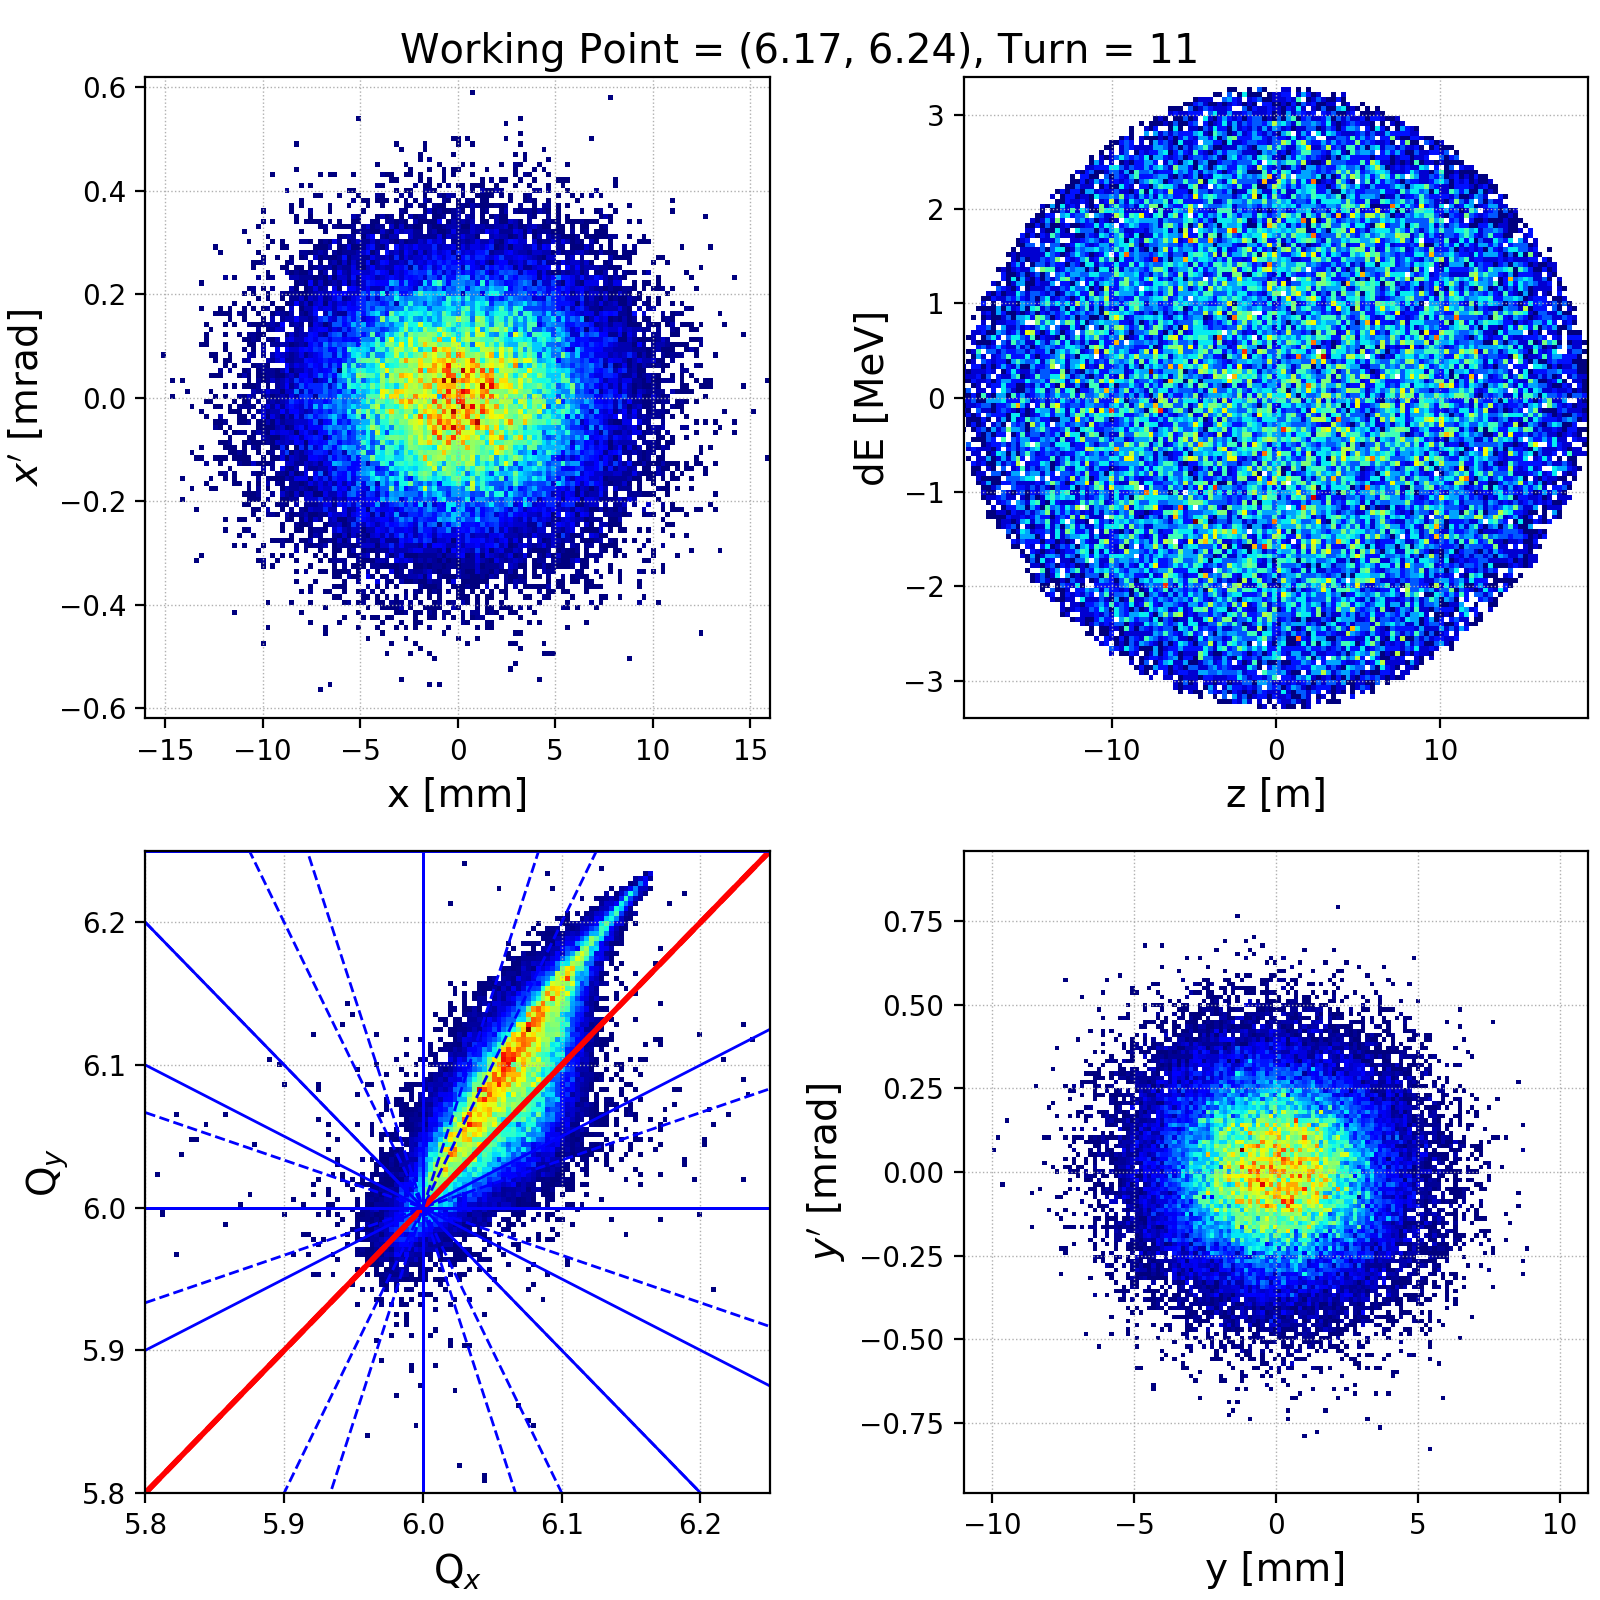 Working Point = (6.17, 6.24), Turn = 11
0.6
0.4
0.2
0.0
−0.2
−0.4
−0.6
x′ [mrad]
−15 −10 −5 0 5 10 15
x [mm]
3
2
1
0
−1
−2
−3
dE [MeV]
−10 0 10
z [m]
6.2
6.1
6.0
5.9
5.8
Qy
5.8 5.9 6.0 6.1 6.2
Qx
0.75
0.50
0.25
0.00
−0.25
−0.50
−0.75
y′ [mrad]
−10 −5 0 5 10
y [mm]